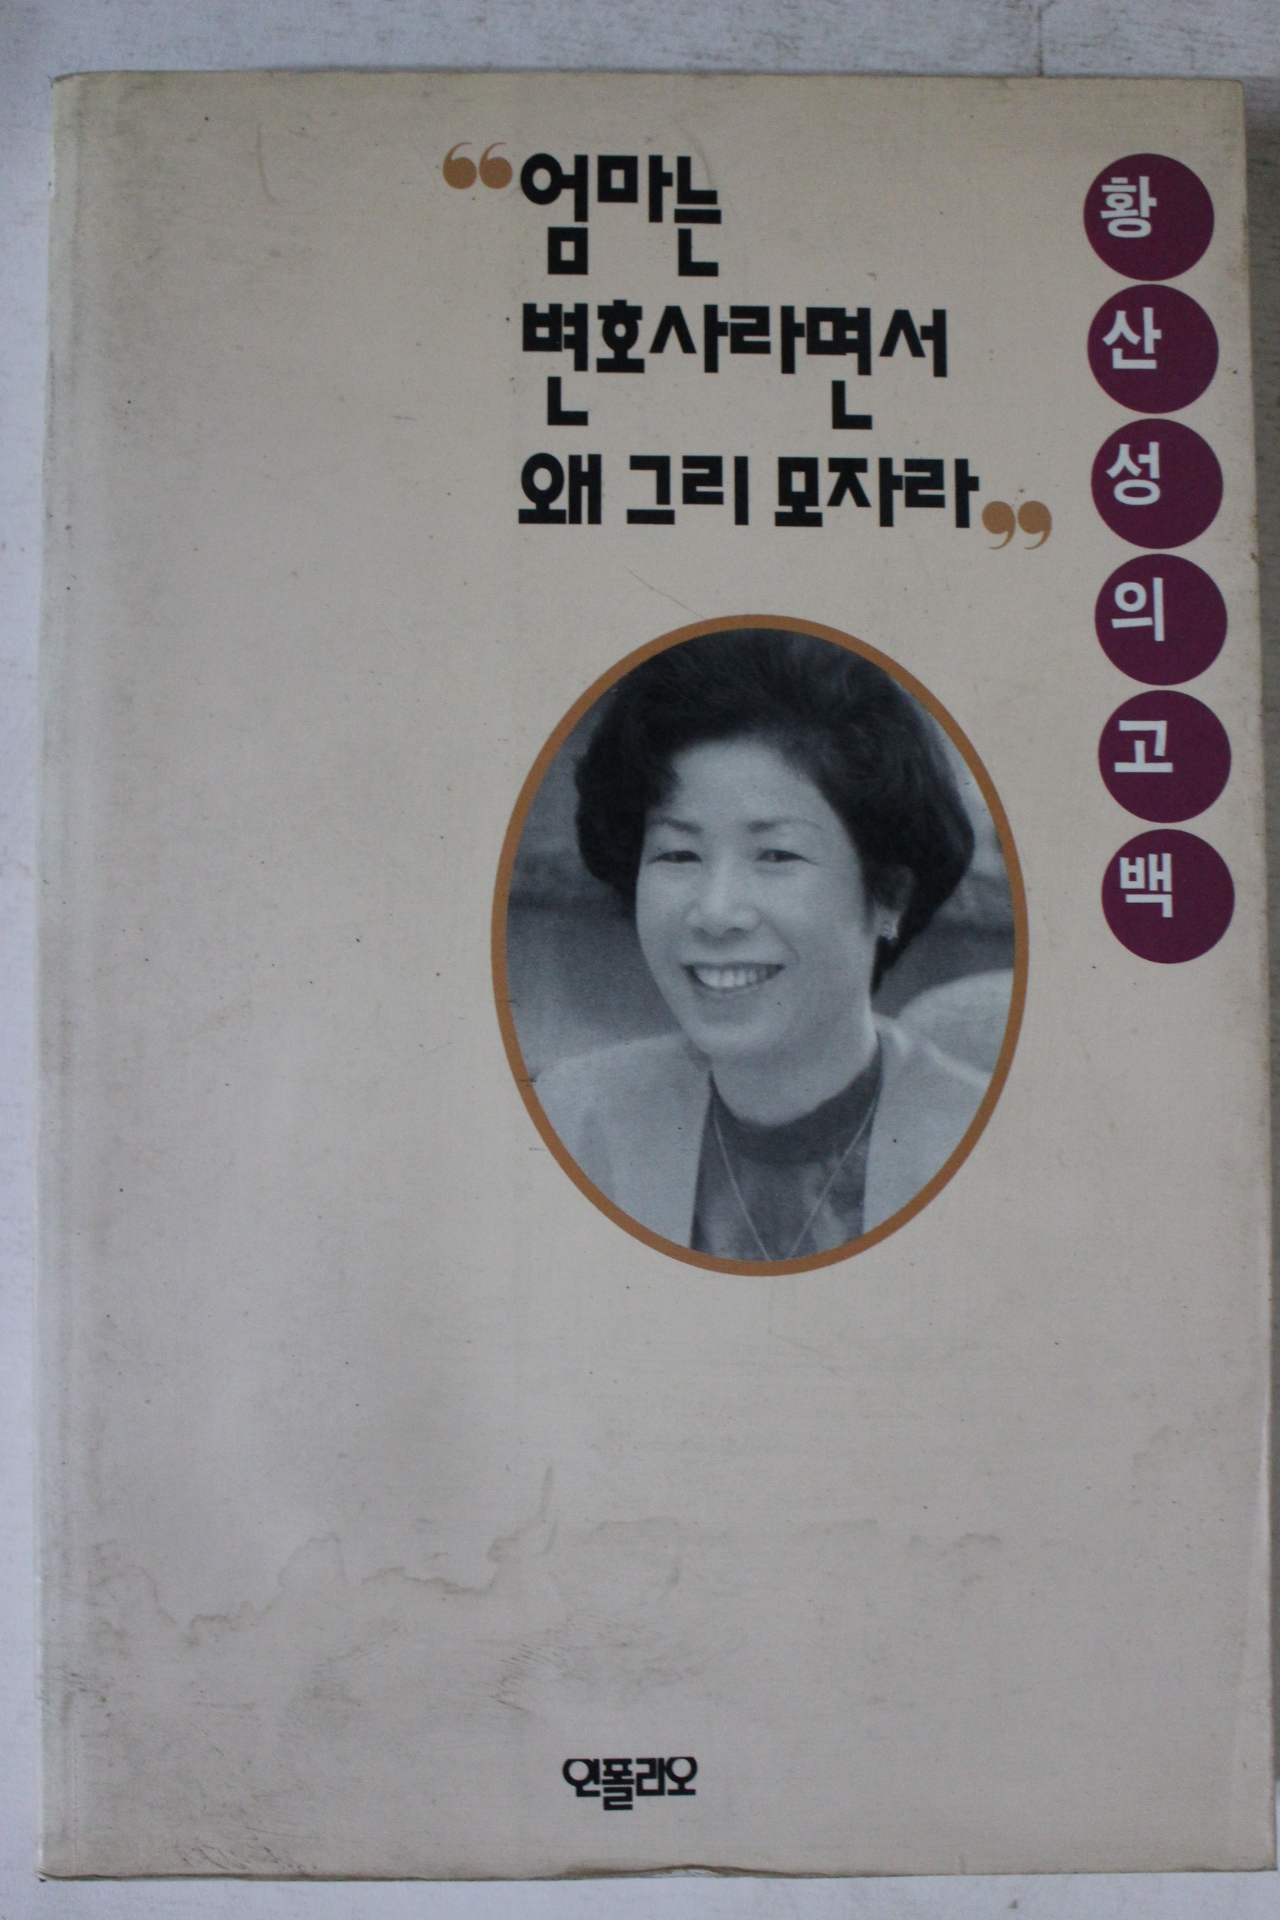 “엄마는
변호사라면서
왜 그리 모자라”
황산성의고백
인폴리오